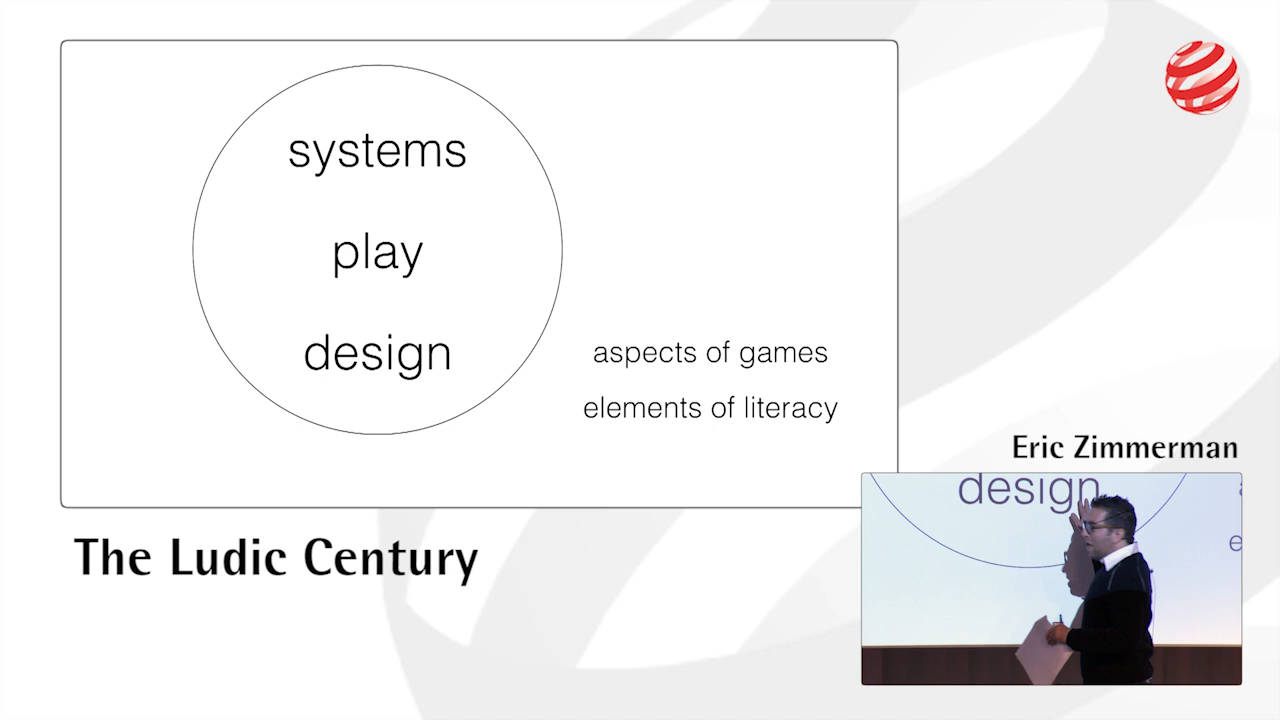 systems
play
design
aspects of games
elements of literacy
Eric Zimmerman
design
The Ludic Century